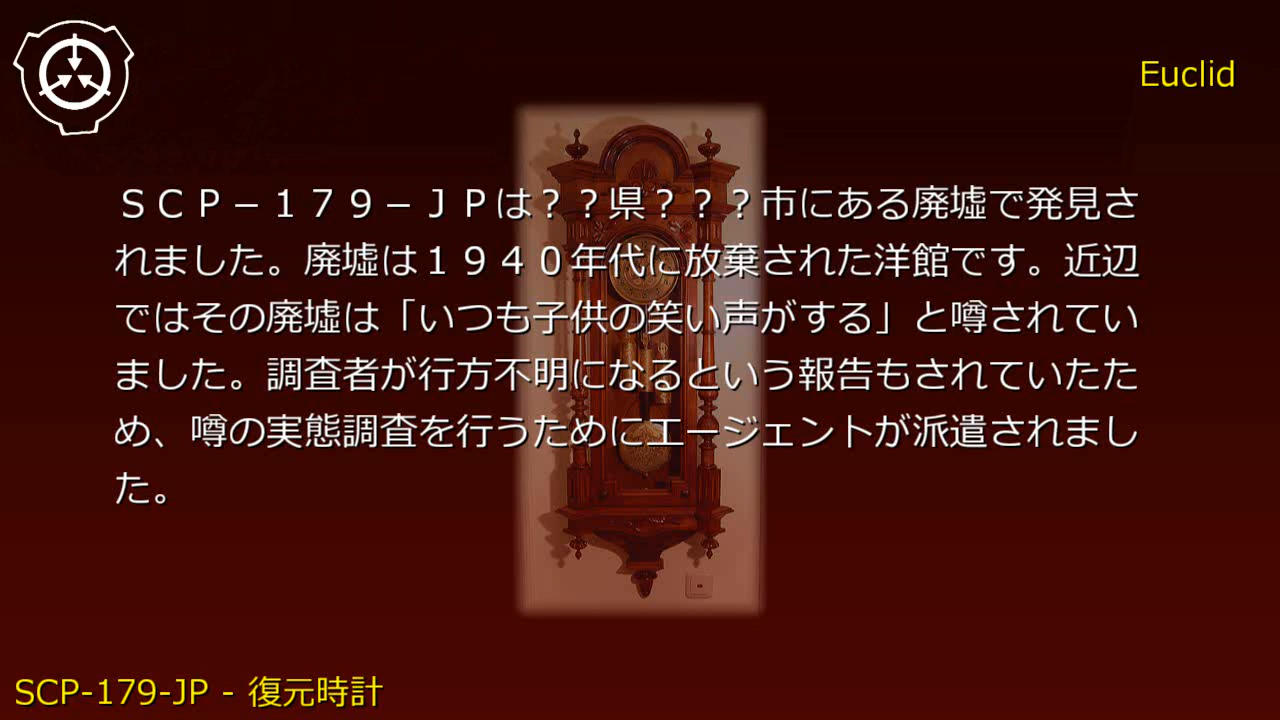 Euclid
ＳＣＰ－１７９－ＪＰは？？県？？？市にある廃墟で発見さ
れました。廃墟は１９４０年代に放棄された洋館です。近辺
ではその廃墟は「いつも子供の笑い声がする」と噂されてい
ました。調査者が行方不明になるという報告もされていたた
め、噂の実態調査を行うためにエージェントが派遣されまし
た。
SCP-179-JP - 復元時計